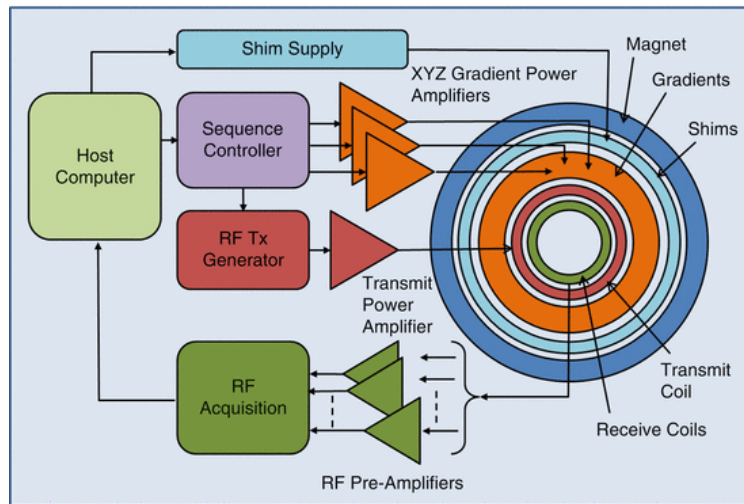 Shim Supply
Magnet
XYZ Gradient Power
Amplifiers
Gradients
Shims
Host
Computer
Sequence
Controller
RF Tx
Generator
Transmit
Power
Amplifier
RF
Acquisition
Transmit
Coil
Receive Coils
RF Pre-Amplifiers